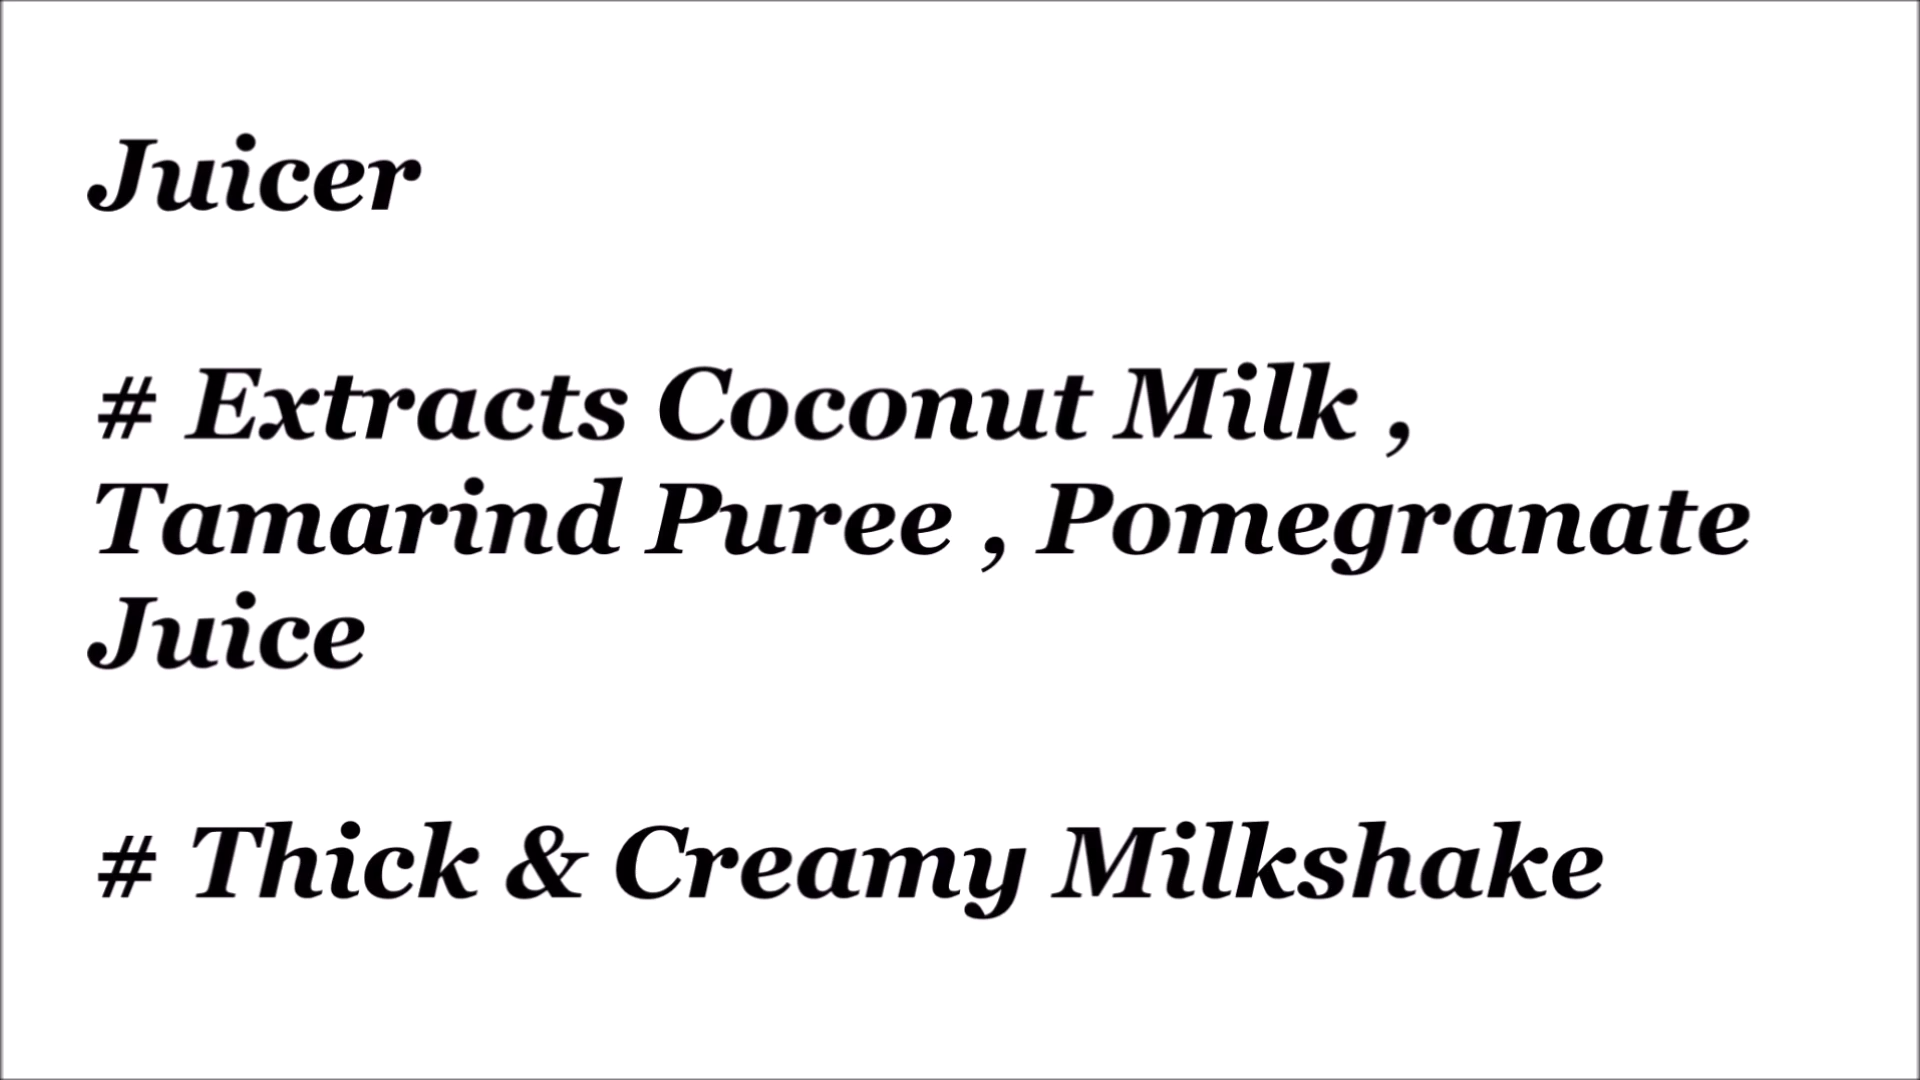 Juicer
# Extracts Coconut Milk ,
Tamarind Puree , Pomegranate
Juice
# Thick & Creamy Milkshake